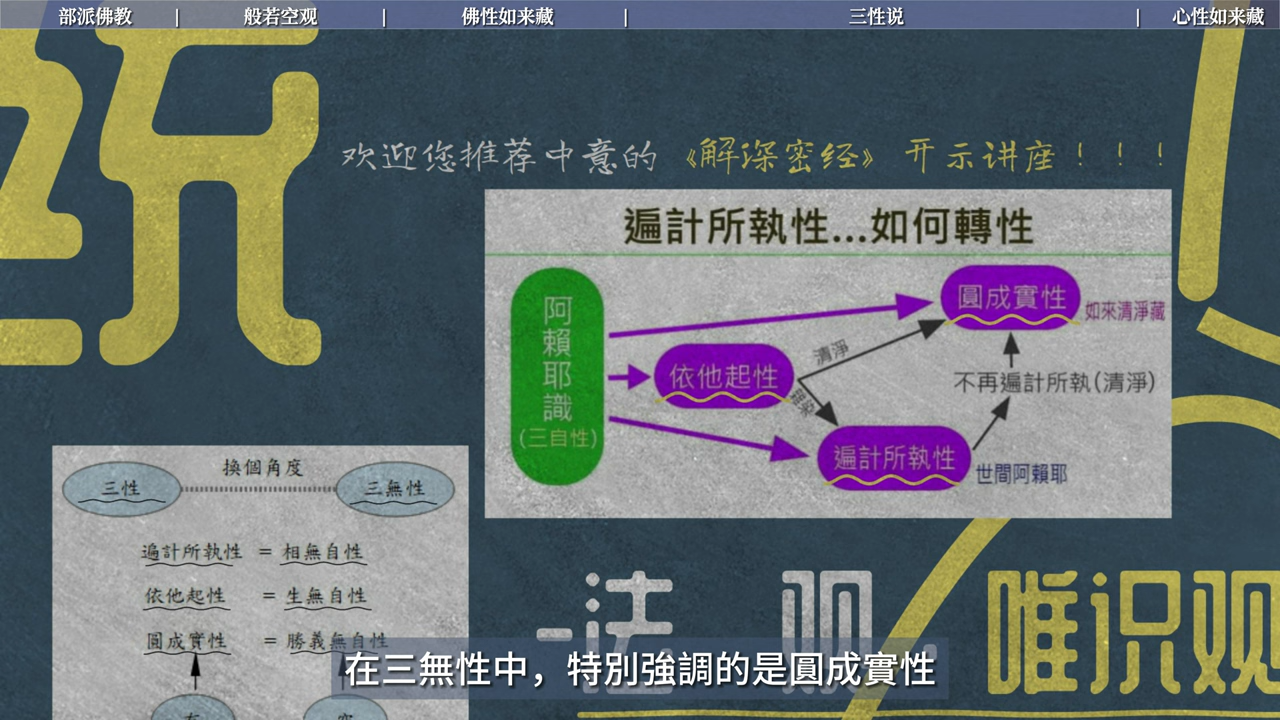 部派佛教 | 般若空观 | 佛性如来藏 | 三性说 | 心性如来藏
欢迎您推荐中意的《解深密经》开示讲座！！！
遍計所執性...如何轉性
阿賴耶識
(三自性)
圓成實性
如來清淨藏
清淨
依他起性
不再遍計所執(清淨)
遍計所執性
世間阿賴耶
換個角度
三性
三無性
遍計所執性 = 相無自性
依他起性 = 生無自性
圓成實性 = 勝義無自性
一法 观 唯识观
在三無性中，特別強調的是圓成實性